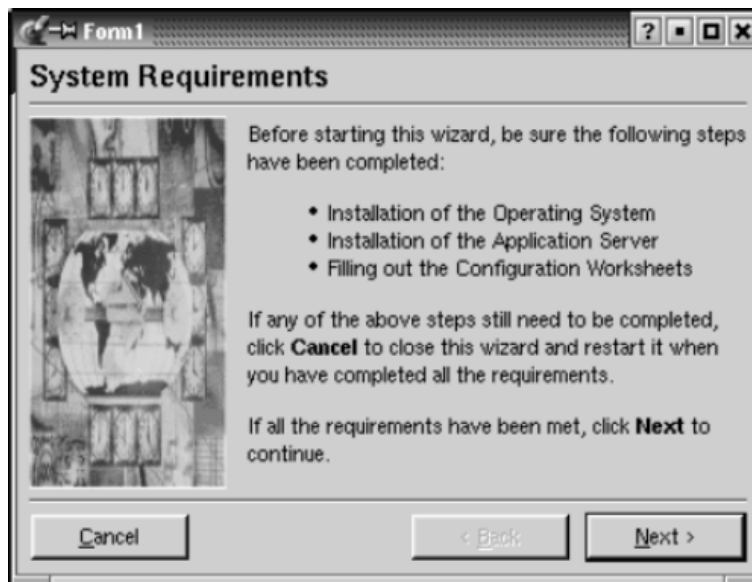 Form1
System Requirements
Before starting this wizard, be sure the following steps
have been completed:
• Installation of the Operating System
• Installation of the Application Server
• Filling out the Configuration Worksheets
If any of the above steps still need to be completed,
click Cancel to close this wizard and restart it when
you have completed all the requirements.
If all the requirements have been met, click Next to
continue.
Cancel
< Back
Next >